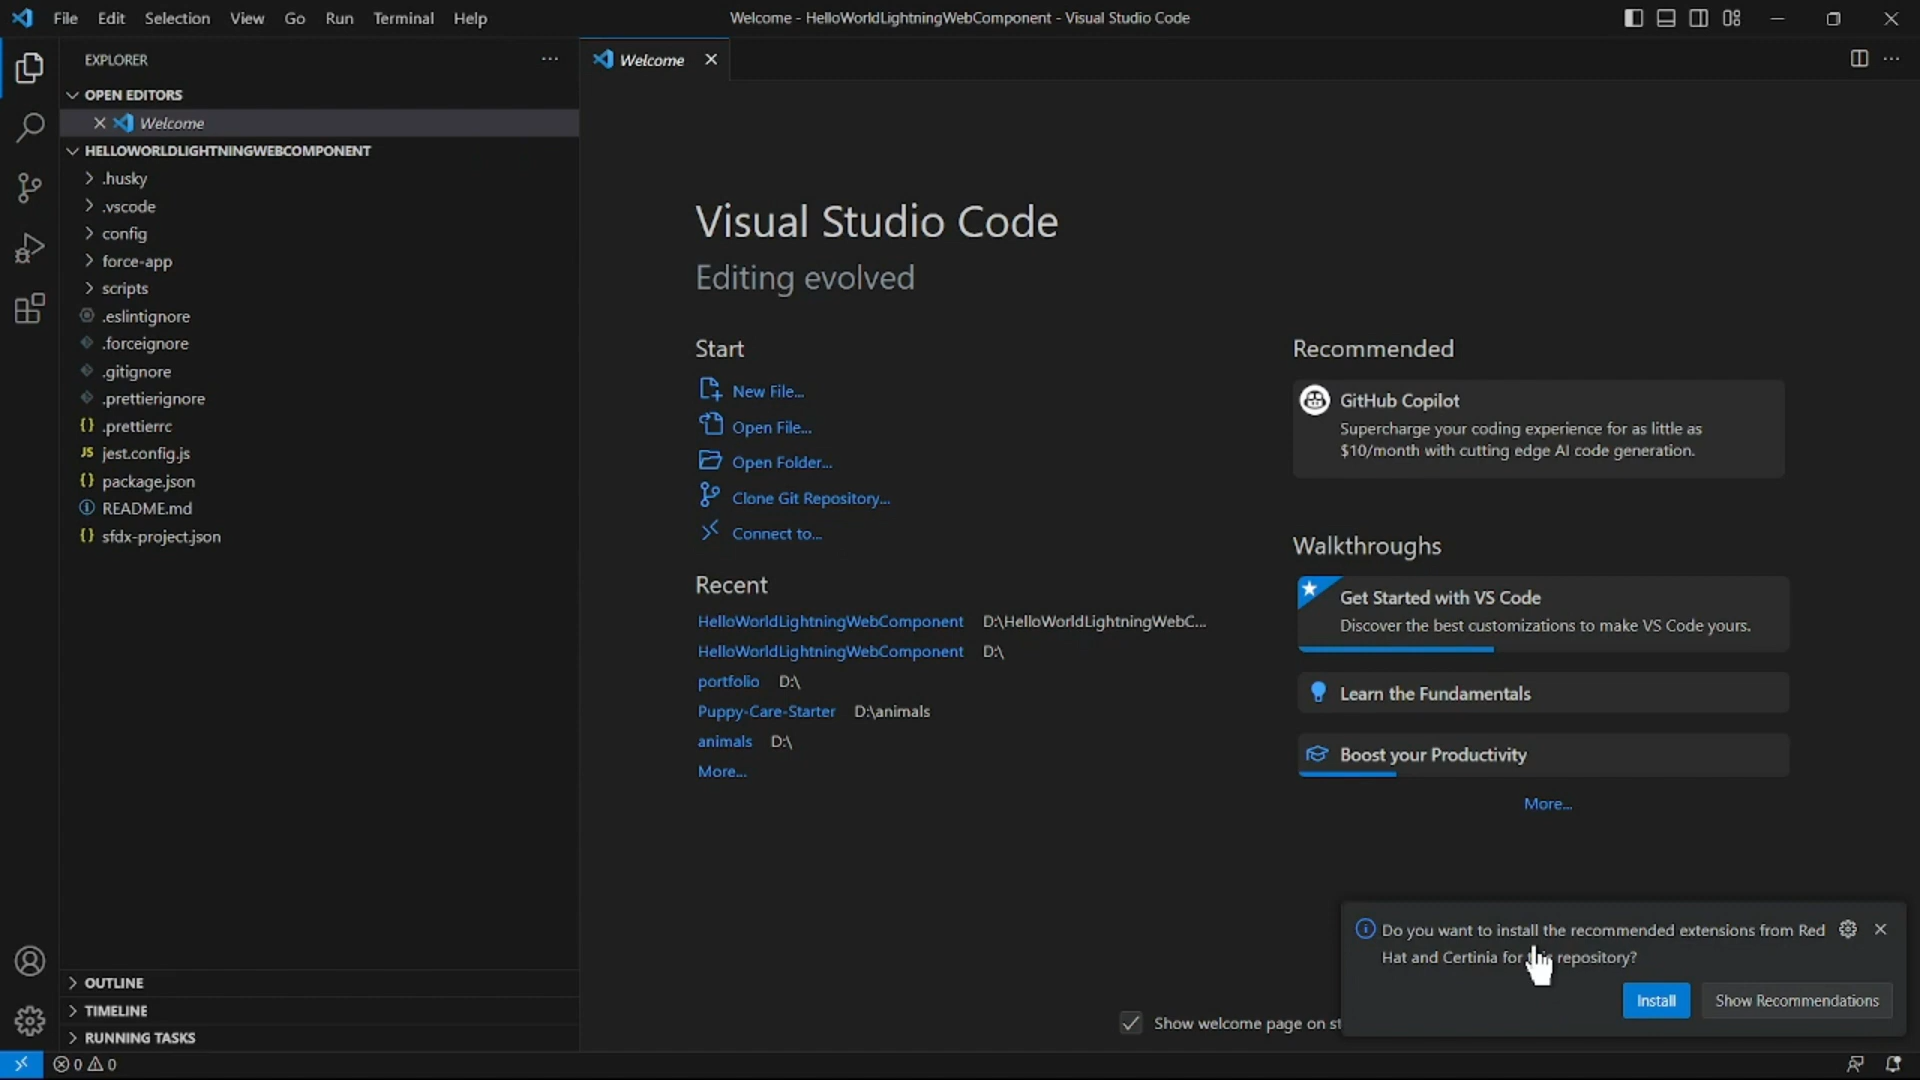 File Edit Selection View Go Run Terminal Help
Welcome - HelloWorldLightningWebComponent - Visual Studio Code
EXPLORER
OPEN EDITORS
Welcome
HELLOWORLDLIGHTNINGWEBCOMPONENT
.husky
.vscode
config
force-app
scripts
.eslintignore
.forceignore
.gitignore
.prettierignore
{} .prettierrc
JS jest.config.js
{} package.json
README.md
{} sfdx-project.json
OUTLINE
TIMELINE
RUNNING TASKS
Welcome
Visual Studio Code
Editing evolved
Start
New File...
Open File...
Open Folder...
Clone Git Repository...
Connect to...
Recent
HelloWorldLightningWebComponent D:\HelloWorldLightningWebC...
HelloWorldLightningWebComponent D:\
portfolio D:\
Puppy-Care-Starter D:\animals
animals D:\
More...
Recommended
GitHub Copilot
Supercharge your coding experience for as little as
$10/month with cutting edge AI code generation.
Walkthroughs
Get Started with VS Code
Discover the best customizations to make VS Code yours.
Learn the Fundamentals
Boost your Productivity
More...
Show welcome page on st
Do you want to install the recommended extensions from Red
Hat and Certinia for repository?
Install
Show Recommendations
0 0